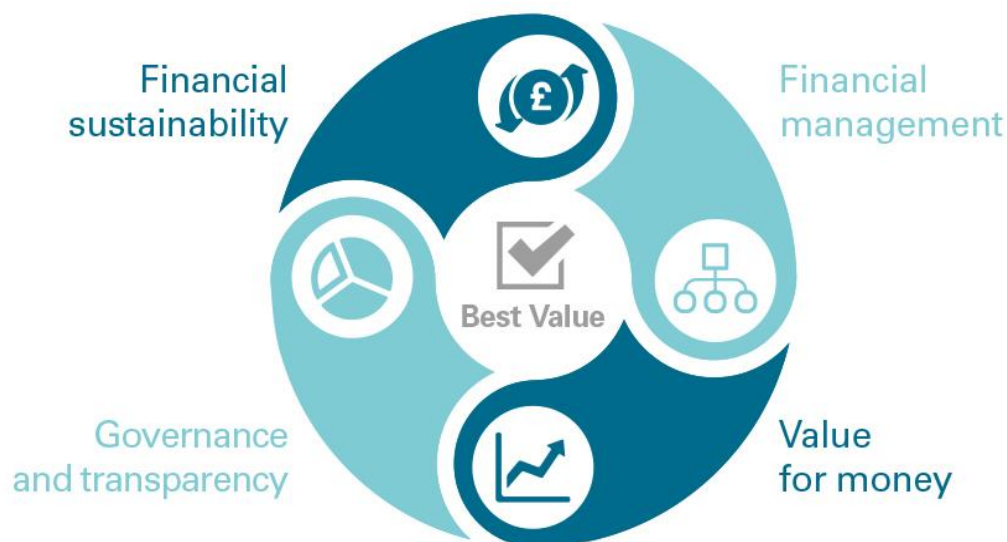 Financial
sustainability
Financial
management
£
Best Value
Governance
and transparency
Value
for money